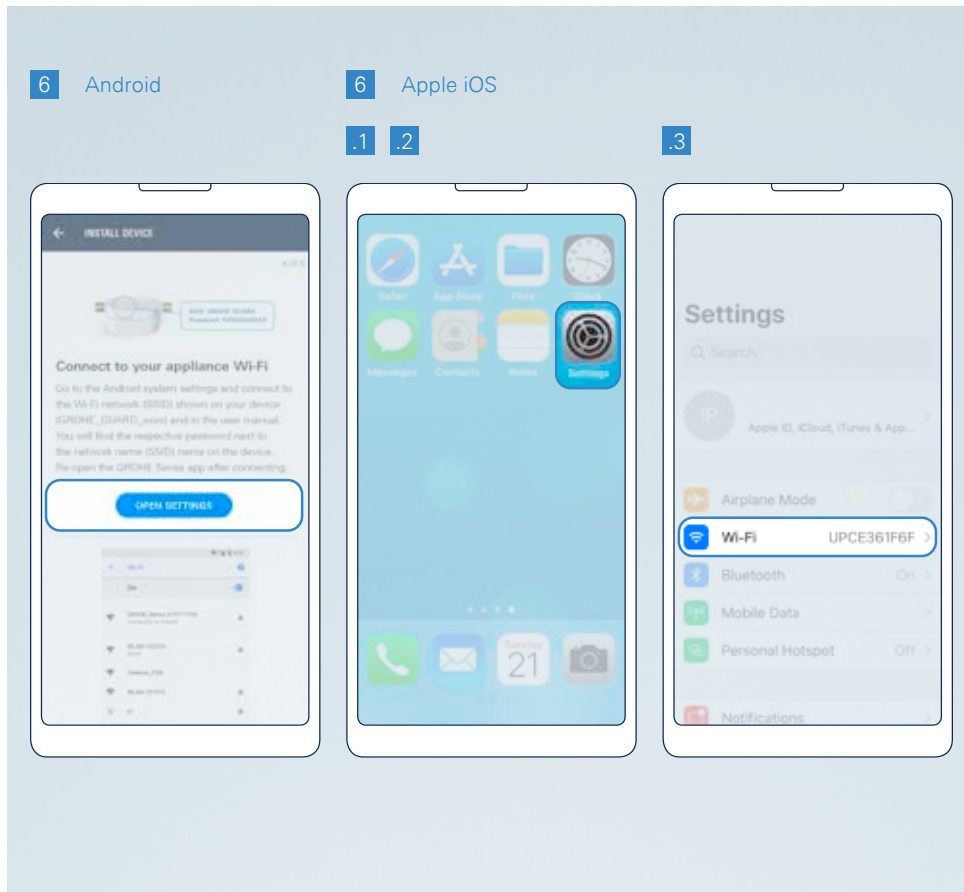 6 Android
6 Apple iOS
.1 .2
.3
INSTALL DEVICE
Connect to your appliance Wi-Fi
Go to the Android system settings and connect to
the Wi-Fi network (SSID) shown on your device
(GROHE_GUARD_xxxx) and in the user manual.
You will find the respective password next to
the network name (SSID) name on the device.
Re-open the GROHE Sense app after connecting.
OPEN SETTINGS
Wi-Fi
On
Safari App Store Files Clock
Messages Contacts Notes Settings
Tuesday
21
Settings
Search
IP
Apple ID, iCloud, iTunes & App...
Airplane Mode
Wi-Fi UPCE361F6F
Bluetooth On
Mobile Data
Personal Hotspot Off
Notifications